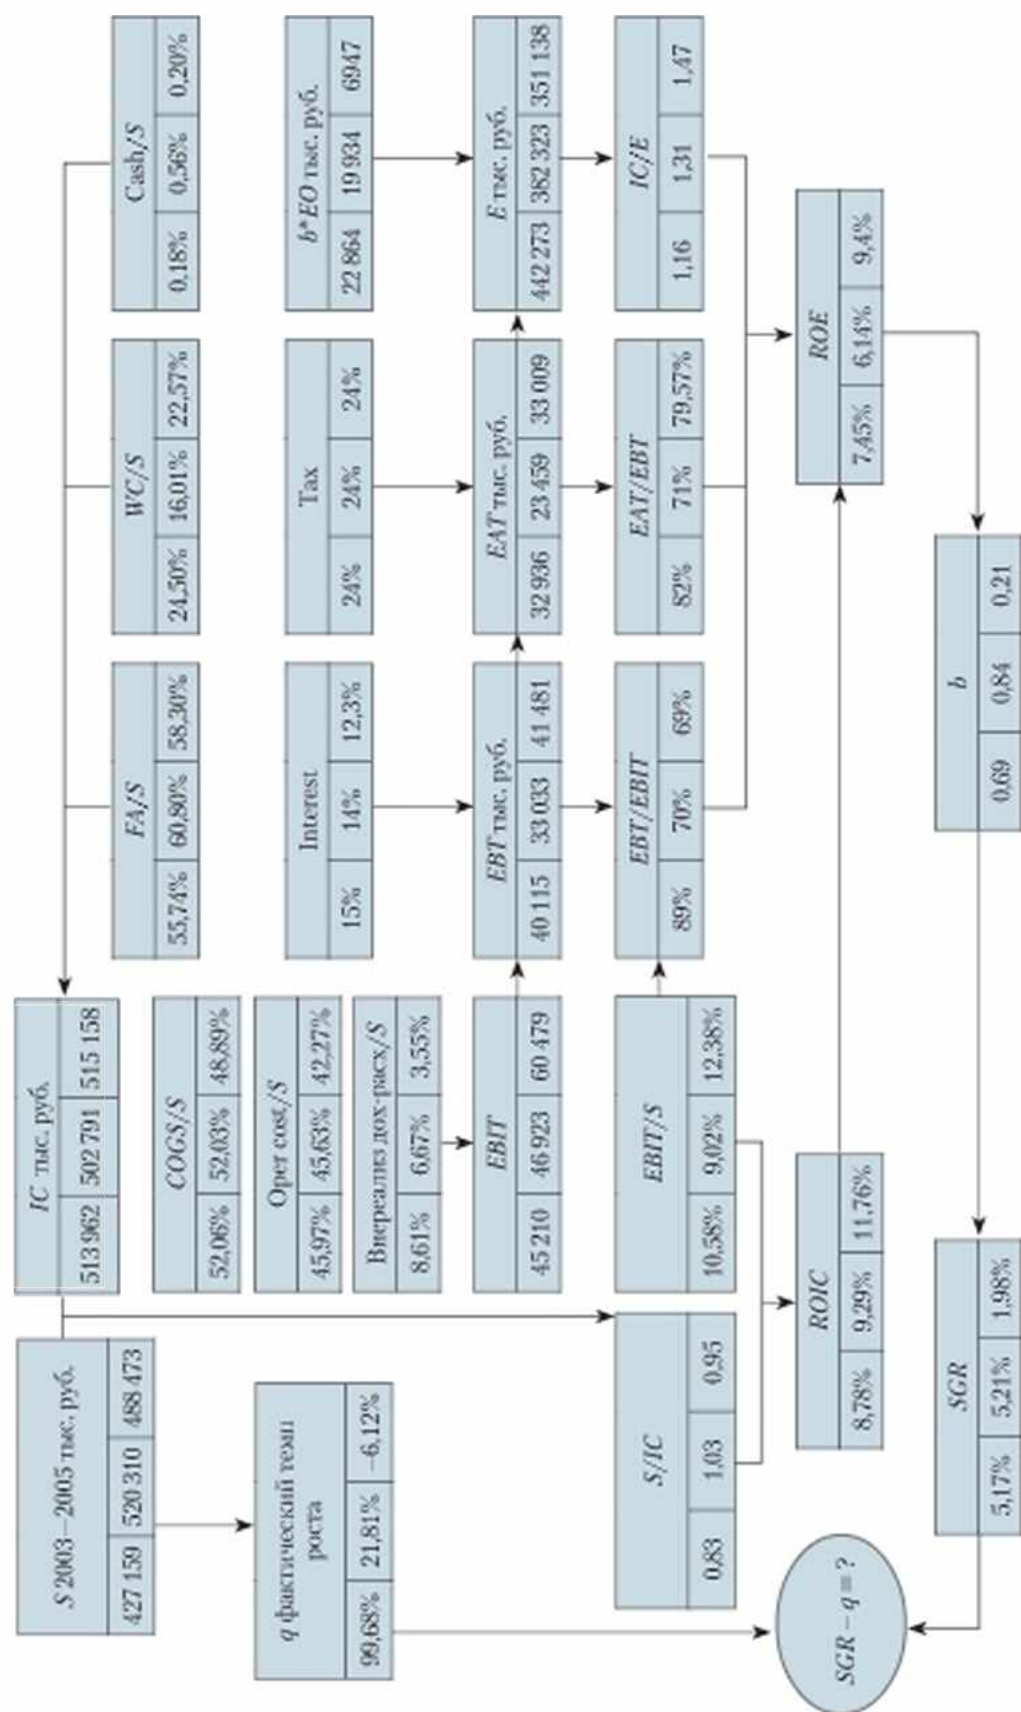 S 2003–2005 тыс. руб.
427 159 520 310 488 473
IC тыс. руб.
513 962 502 791 515 158
FA/S
55,74% 60,80% 58,30%
WC/S
24,50% 16,01% 22,57%
Cash/S
0,18% 0,56% 0,20%
COGS/S
52,06% 52,03% 48,89%
q фактический темп
роста
99,68% 21,81% –6,12%
Oper cost/S
45,97% 45,63% 42,27%
Interest
15% 14% 12,3%
Tax
24% 24% 24%
b* EO тыс. руб.
22 864 19 934 6947
Внереализ дох-расх/S
8,61% 6,67% 3,55%
EBIT
45 210 46 923 60 479
EBT тыс. руб.
40 115 33 033 41 481
EAT тыс. руб.
32 936 23 459 33 009
E тыс. руб.
442 273 382 323 351 138
S/IC
0,83 1,03 0,95
EBIT/S
10,58% 9,02% 12,38%
EBT/EBIT
89% 70% 69%
EAT/EBT
82% 71% 79,57%
IC/E
1,16 1,31 1,47
ROIC
8,78% 9,29% 11,76%
ROE
7,45% 6,14% 9,4%
SGR – q = ?
SGR
5,17% 5,21% 1,98%
b
0,69 0,84 0,21